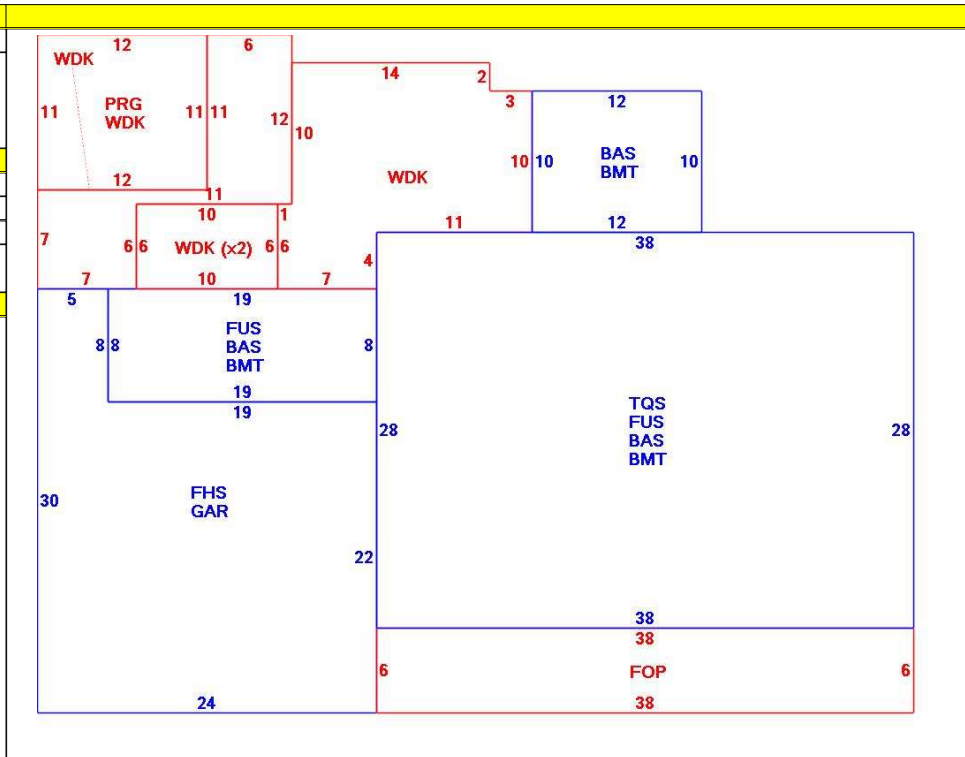 12 6
WDK
14 2
3 12
11 PRG 11 11
WDK
12 10
10 10 BAS 10
BMT
WDK
12
11
10 1
11 12
38
7 6 6 WDK (x2) 6 6
4
7 10 7
5 19
8 8 FUS 8
BAS
BMT
19
19
TQS
FUS
BAS
BMT
28 28
30 FHS
GAR
22
38
38
6 FOP 6
24 38